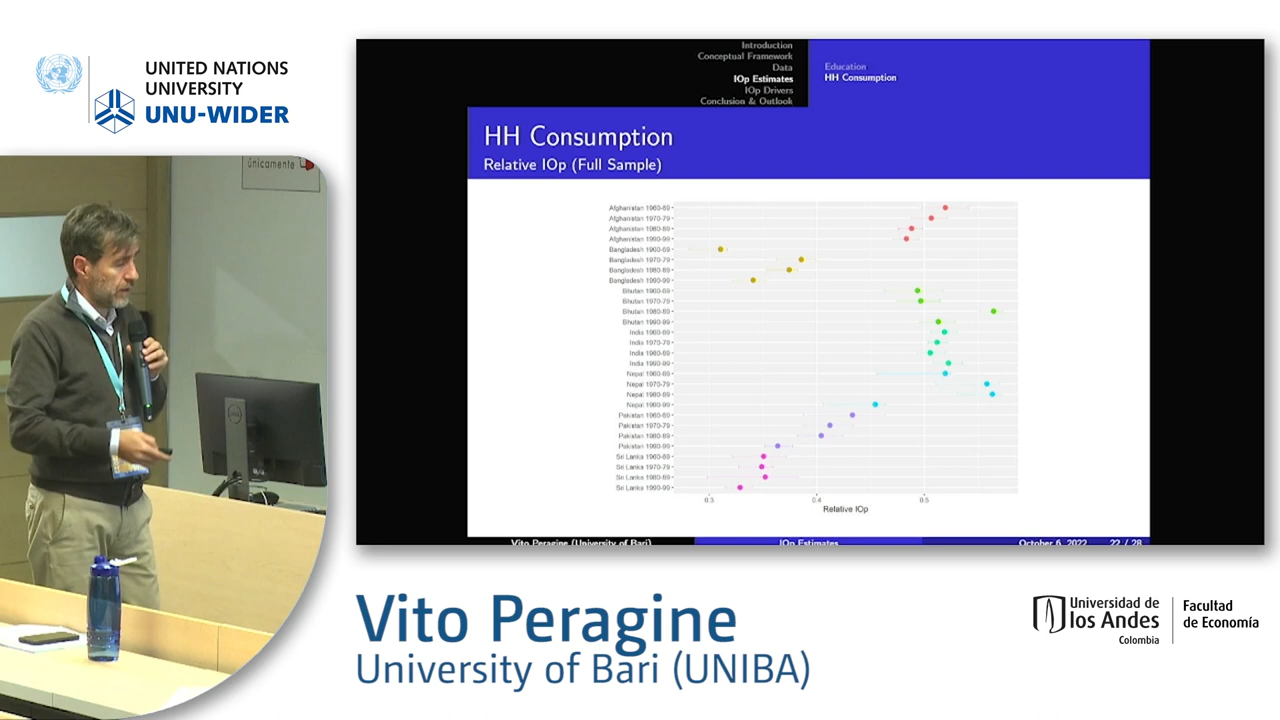 UNITED NATIONS
UNIVERSITY
UNU-WIDER
únicamente
DELL
Introduction
Conceptual Framework
Data
IOp Estimates
IOp Drivers
Conclusion & Outlook
Education
HH Consumption
HH Consumption
Relative IOp (Full Sample)
Afghanistan 1960-69
Afghanistan 1970-79
Afghanistan 1980-89
Afghanistan 1990-99
Bangladesh 1960-69
Bangladesh 1970-79
Bangladesh 1980-89
Bangladesh 1990-99
Bhutan 1960-69
Bhutan 1970-79
Bhutan 1980-89
Bhutan 1990-99
India 1960-69
India 1970-79
India 1980-89
India 1990-99
Nepal 1960-69
Nepal 1970-79
Nepal 1980-89
Nepal 1990-99
Pakistan 1960-69
Pakistan 1970-79
Pakistan 1980-89
Pakistan 1990-99
Sri Lanka 1960-69
Sri Lanka 1970-79
Sri Lanka 1980-89
Sri Lanka 1990-99
0.3 0.4 0.5
Relative IOp
Vito Peragine (University of Bari) IOp Estimates October 6, 2022 22 / 28
Vito Peragine
University of Bari (UNIBA)
Universidad de
los Andes
Colombia
Facultad
de Economía